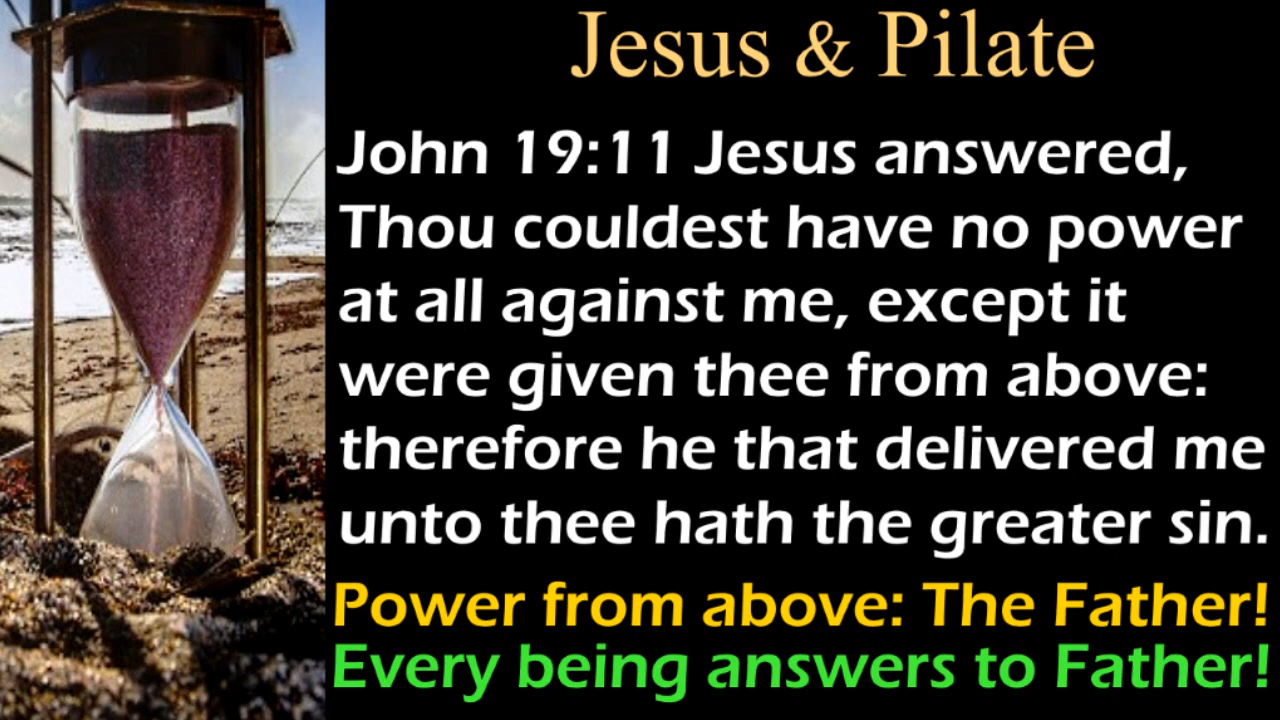 Jesus & Pilate
John 19:11 Jesus answered,
Thou couldest have no power
at all against me, except it
were given thee from above:
therefore he that delivered me
unto thee hath the greater sin.
Power from above: The Father!
Every being answers to Father!